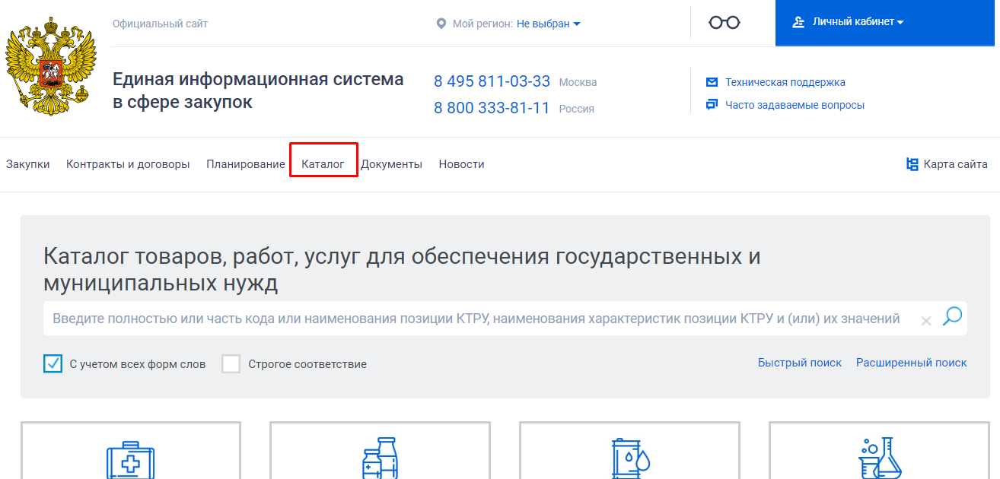 Официальный сайт
Мой регион: Не выбран
Личный кабинет
Единая информационная система
в сфере закупок
8 495 811-03-33 Москва
8 800 333-81-11 Россия
Техническая поддержка
Часто задаваемые вопросы
Закупки Контракты и договоры Планирование Каталог Документы Новости
Карта сайта
Каталог товаров, работ, услуг для обеспечения государственных и
муниципальных нужд
Введите полностью или часть кода или наименования позиции КТРУ, наименования характеристик позиции КТРУ и (или) их значений
С учетом всех форм слов Строгое соответствие
Быстрый поиск Расширенный поиск